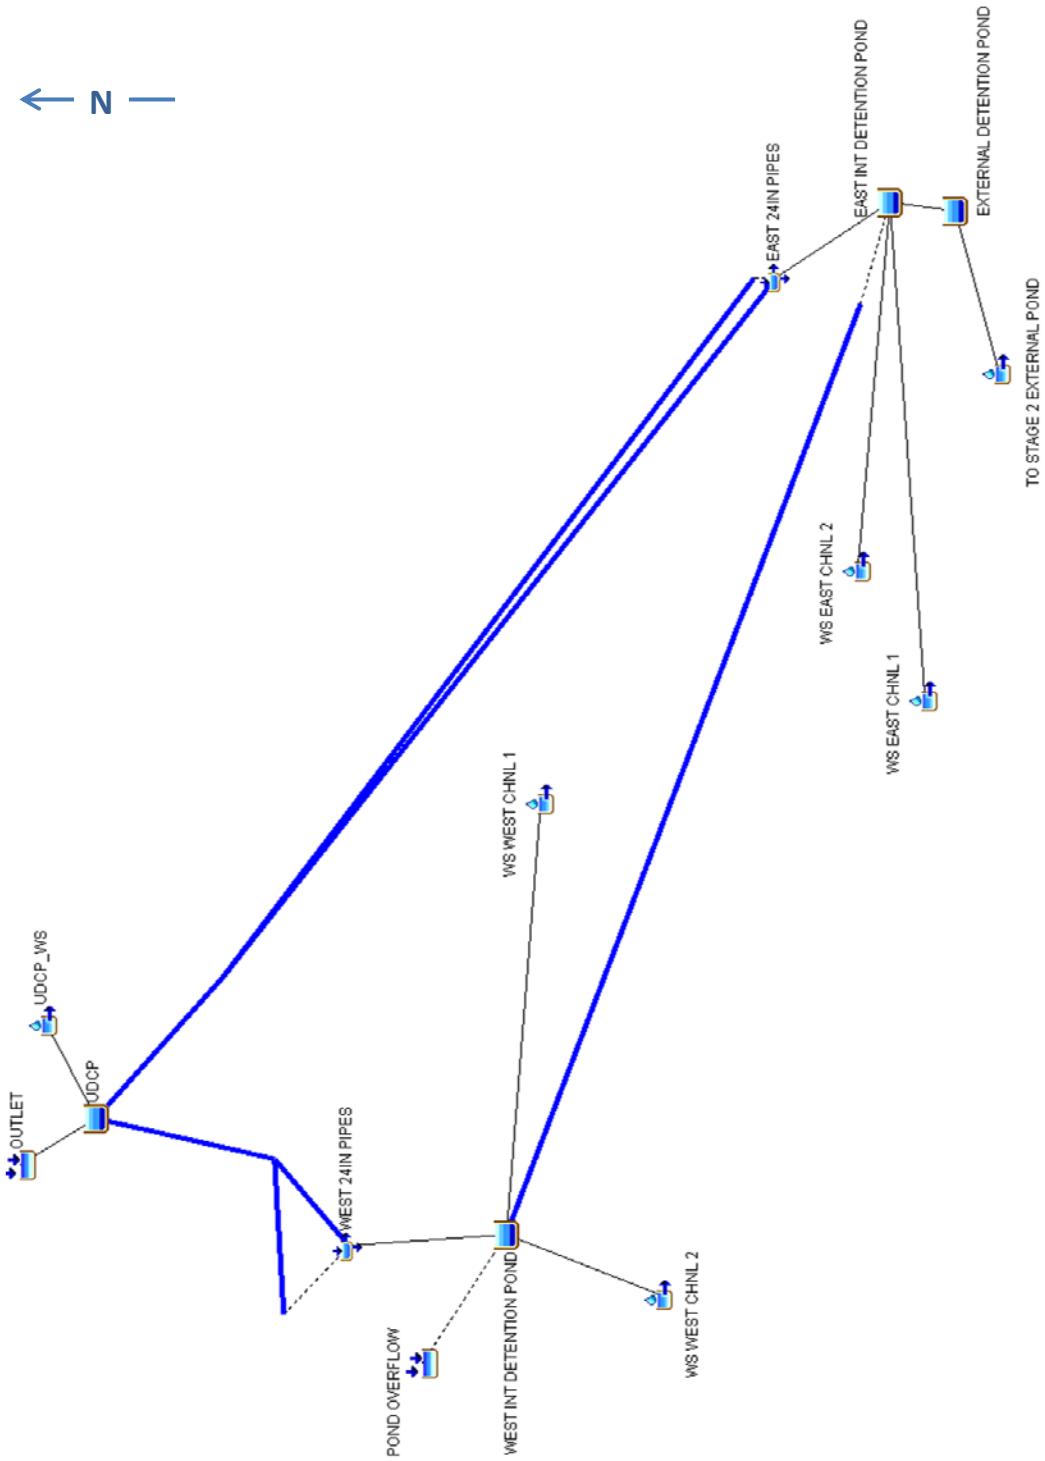 N
EAST INT DETENTION POND
EXTERNAL DETENTION POND
EAST 24IN PIPES
TO STAGE 2 EXTERNAL POND
WS EAST CHNL 2
WS EAST CHNL 1
WS WEST CHNL 1
UDCP_WS
UDCP
OUTLET
WEST 24IN PIPES
WEST INT DETENTION POND
WS WEST CHNL 2
POND OVERFLOW